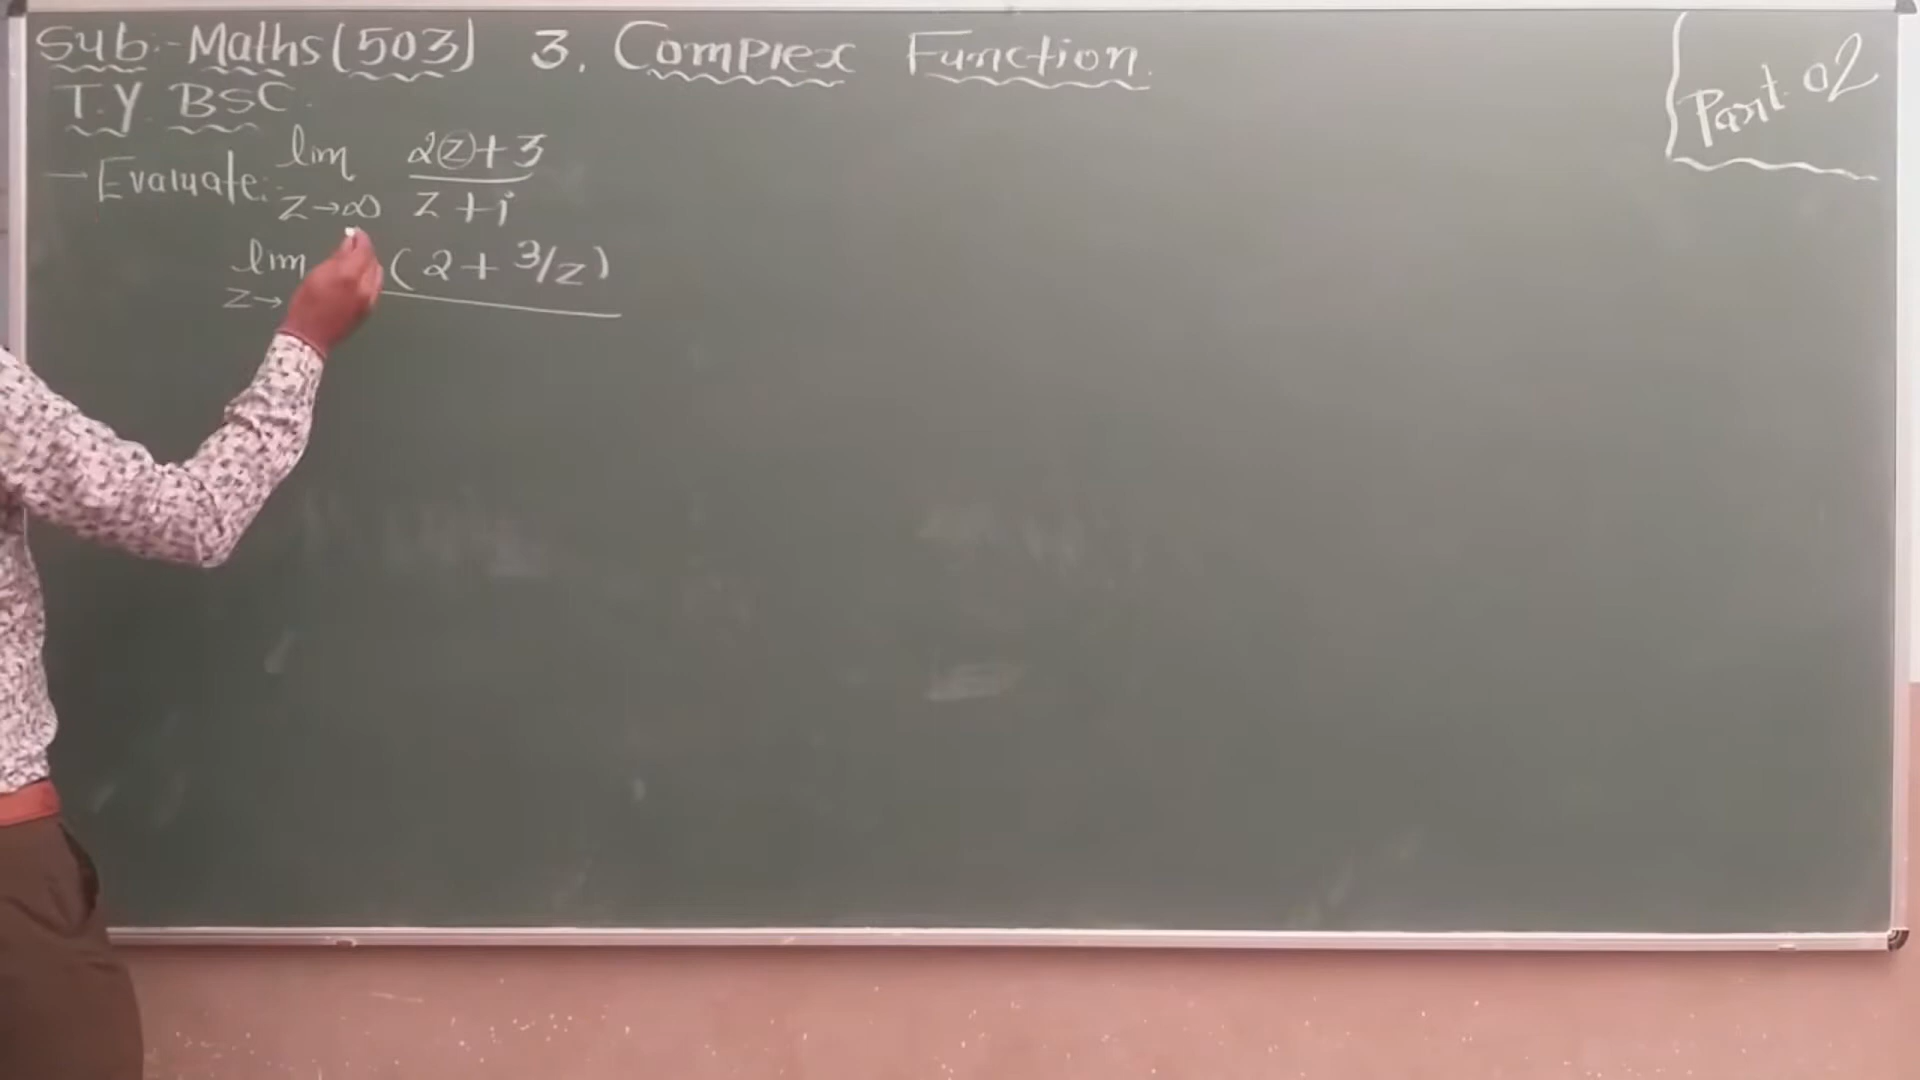 Sub:- Maths (503) 3. Complex Function.
T.Y. BSC.
- Evaluate:- lim z→∞ 2z+3 / z+i
lim z→ (2 + 3/z)
Part 02